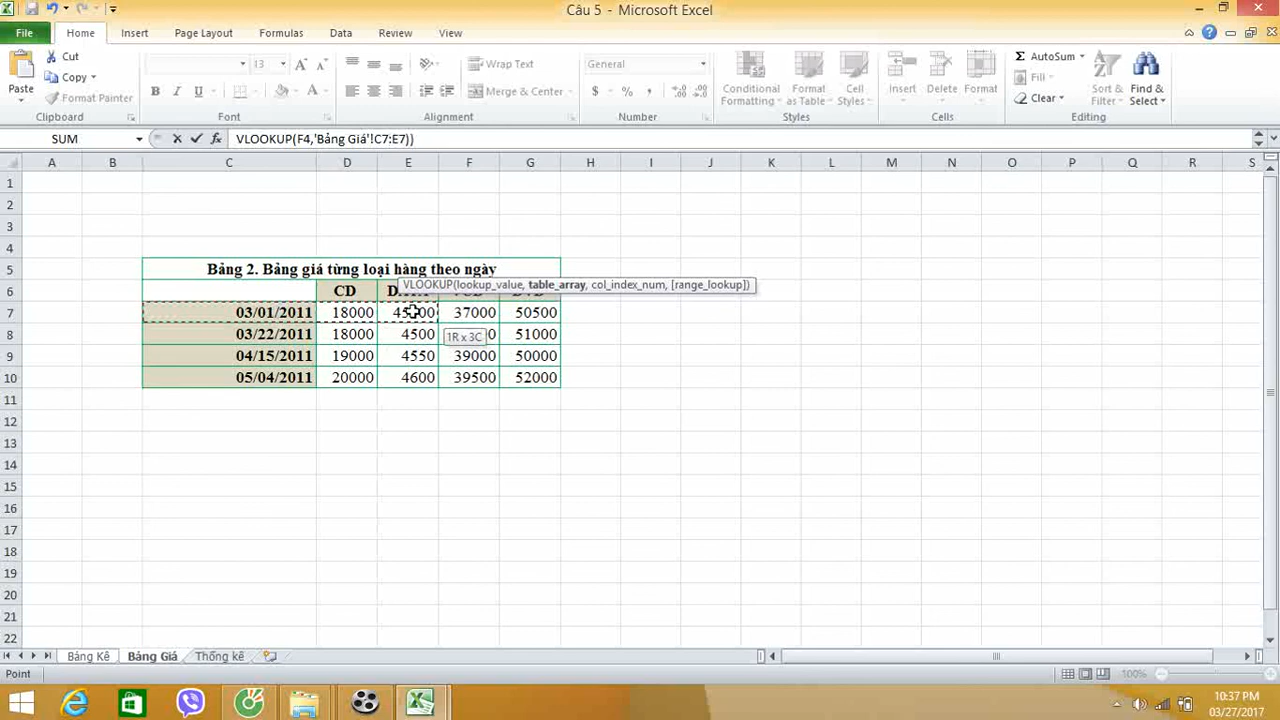 Câu 5 - Microsoft Excel
File Home Insert Page Layout Formulas Data Review View
Paste
Cut
Copy
Format Painter
Clipboard
13 A A
B I U A
Font
Wrap Text
Merge & Center
Alignment
General
$ % ,
Number
Conditional Formatting
Format as Table
Cell Styles
Styles
Insert
Delete
Format
Cells
Σ AutoSum
Fill
Clear
Sort & Filter
Find & Select
Editing
SUM fx VLOOKUP(F4,'Bảng Giá'!C7:E7))
A B C D E F G H I J K L M N O P Q R S
1
2
3
4
5 Bảng 2. Bảng giá từng loại hàng theo ngày
VLOOKUP(lookup_value, table_array, col_index_num, [range_lookup])
6 CD
7 03/01/2011 18000 37000 50500
8 03/22/2011 18000 4500 51000
1R x 3C
9 04/15/2011 19000 4550 39000 50000
10 05/04/2011 20000 4600 39500 52000
11
12
13
14
15
16
17
18
19
20
21
22
Bảng Kê Bảng Giá Thống kê
Point 100%
10:37 PM
03/27/2017